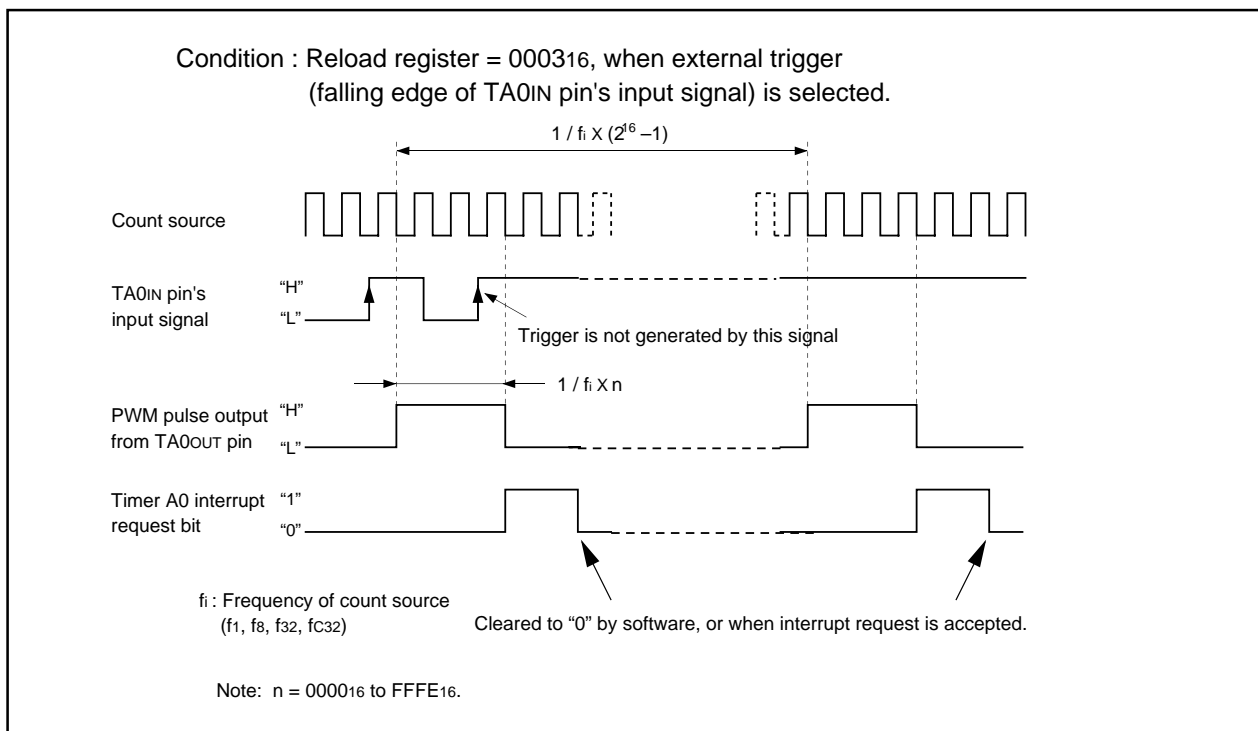 Condition : Reload register = 000316, when external trigger
(falling edge of TA0IN pin's input signal) is selected.
1 / fi X (2^16 –1)
Count source
TA0IN pin's
input signal
“H”
“L”
Trigger is not generated by this signal
1 / fi X n
PWM pulse output
from TA0OUT pin
“H”
“L”
Timer A0 interrupt
request bit
“1”
“0”
fi : Frequency of count source
(f1, f8, f32, fC32)
Cleared to “0” by software, or when interrupt request is accepted.
Note: n = 000016 to FFFE16.